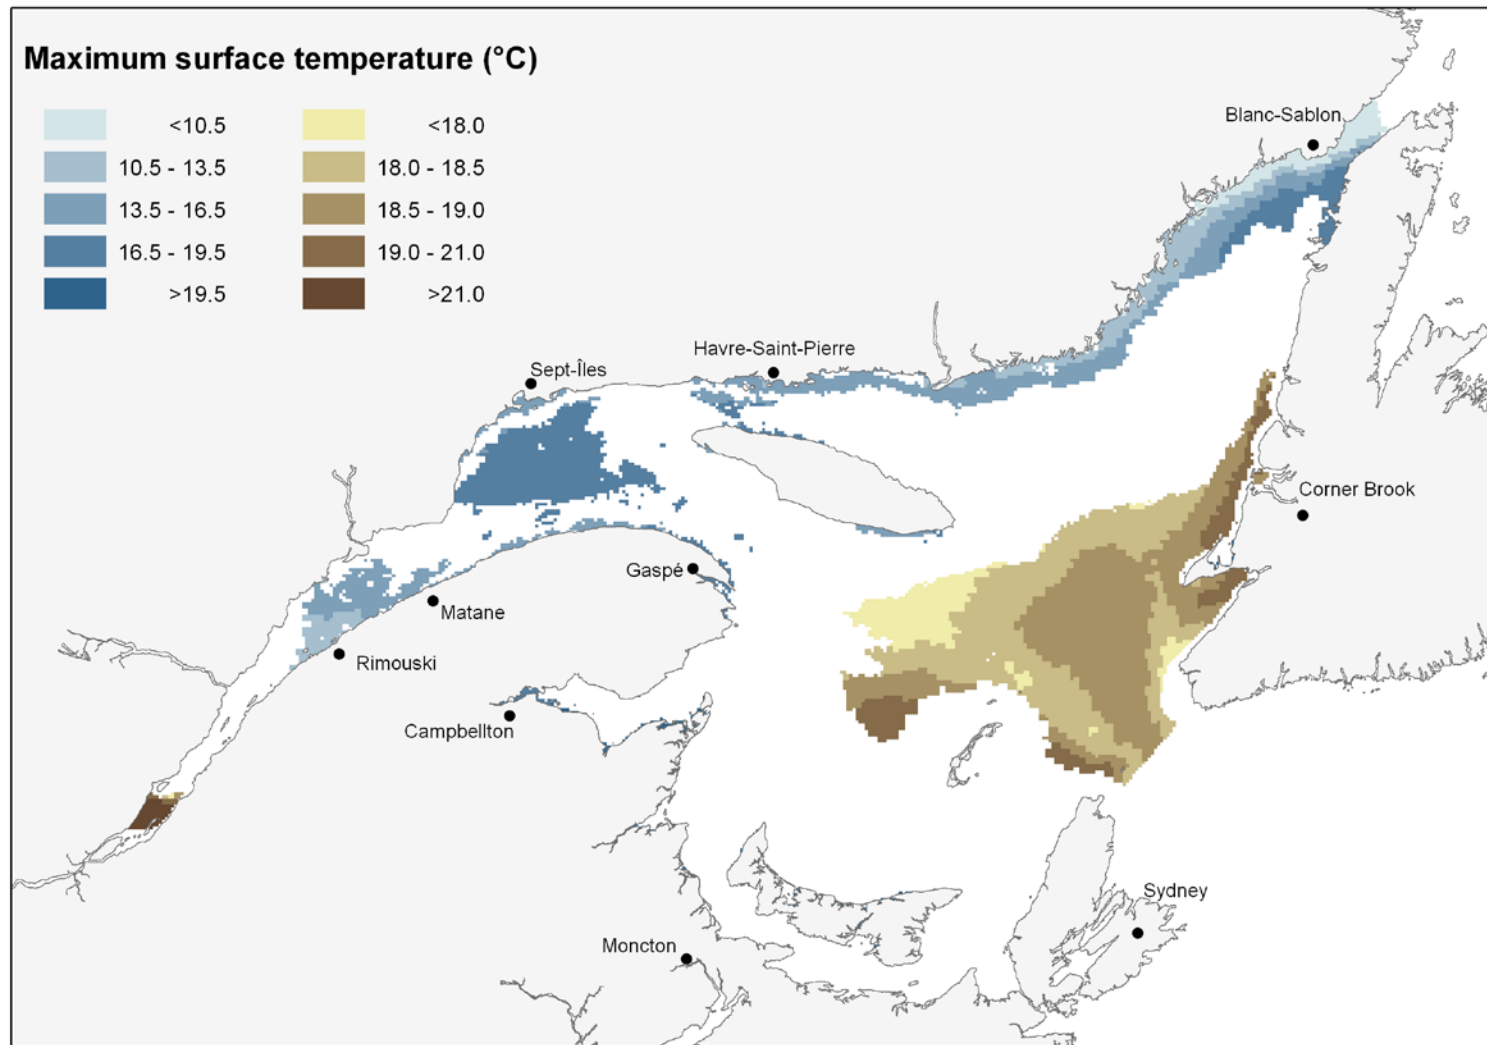 Maximum surface temperature (°C)
<10.5 <18.0
10.5 - 13.5 18.0 - 18.5
13.5 - 16.5 18.5 - 19.0
16.5 - 19.5 19.0 - 21.0
>19.5 >21.0
Blanc-Sablon
Havre-Saint-Pierre
Sept-Îles
Corner Brook
Gaspé
Matane
Rimouski
Campbellton
Sydney
Moncton